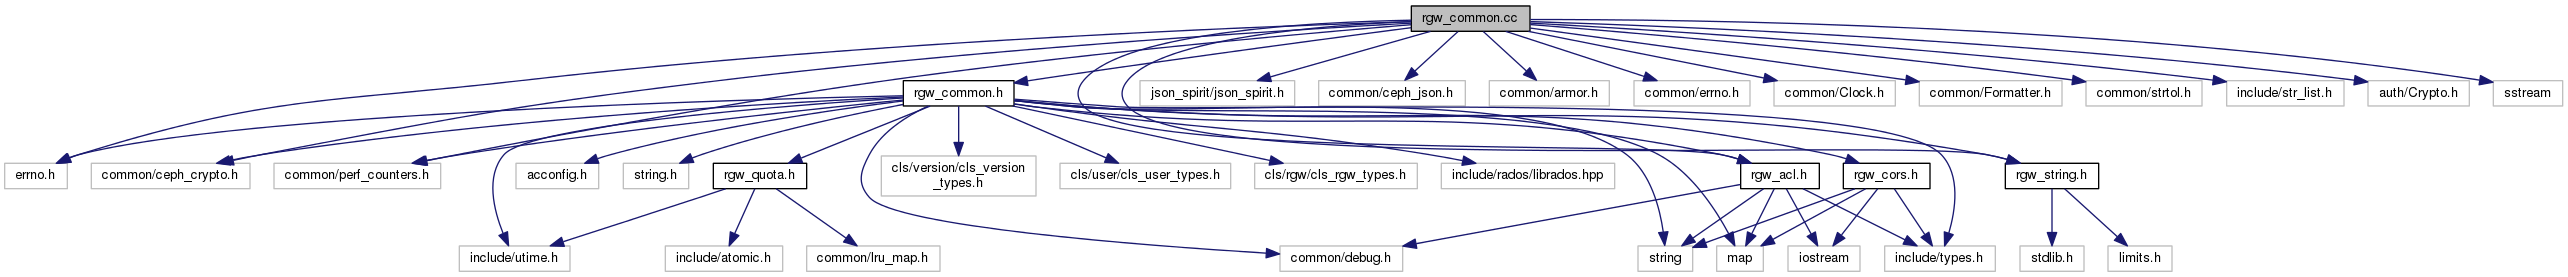 rgw_common.cc
rgw_common.h
json_spirit/json_spirit.h
common/ceph_json.h
common/armor.h
common/errno.h
common/Clock.h
common/Formatter.h
common/strtol.h
include/str_list.h
auth/Crypto.h
sstream
errno.h
common/ceph_crypto.h
common/perf_counters.h
acconfig.h
string.h
rgw_quota.h
cls/version/cls_version
_types.h
cls/user/cls_user_types.h
cls/rgw/cls_rgw_types.h
include/rados/librados.hpp
rgw_acl.h
rgw_cors.h
rgw_string.h
include/utime.h
include/atomic.h
common/lru_map.h
common/debug.h
string
map
iostream
include/types.h
stdlib.h
limits.h